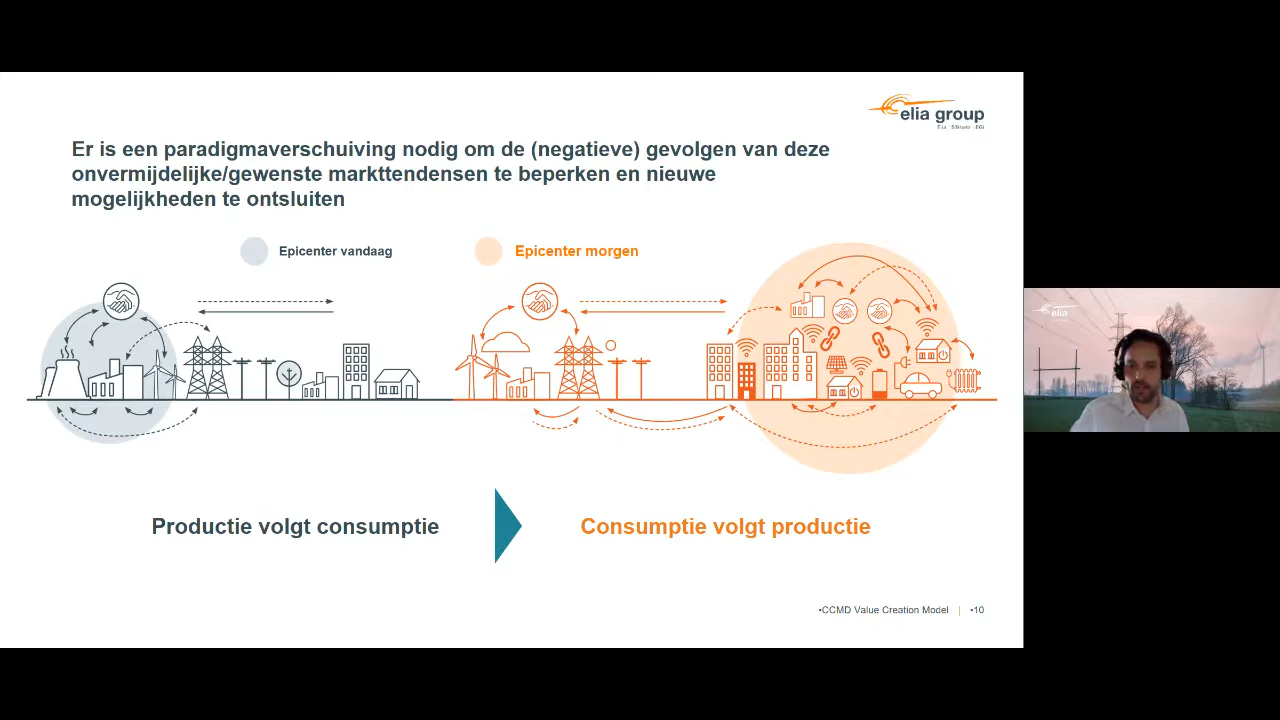 elia group
Er is een paradigmaverschuiving nodig om de (negatieve) gevolgen van deze
onvermijdelijke/gewenste markttendensen te beperken en nieuwe
mogelijkheden te ontsluiten
Epicenter vandaag
Epicenter morgen
elia
Productie volgt consumptie
Consumptie volgt productie
•CCMD Value Creation Model | •10